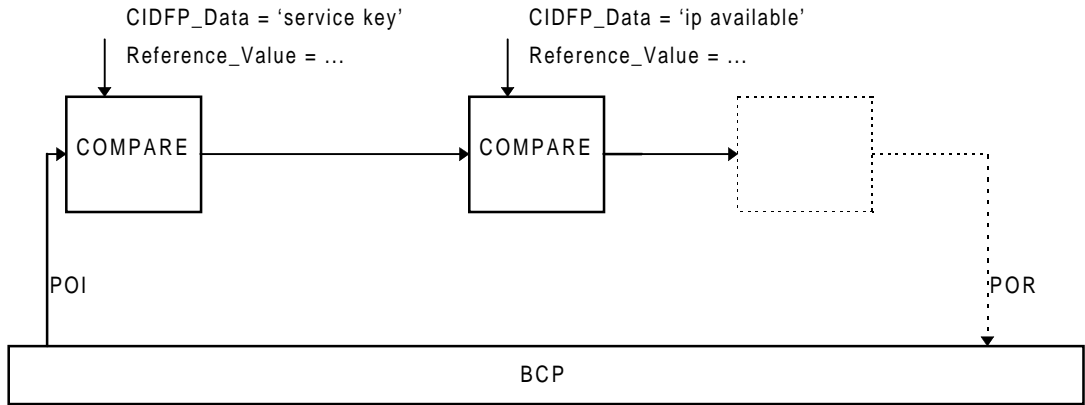 CIDFP_Data = ‘service key’
Reference_Value = ...
CIDFP_Data = ‘ip available’
Reference_Value = ...
COMPARE
COMPARE
POI
POR
BCP